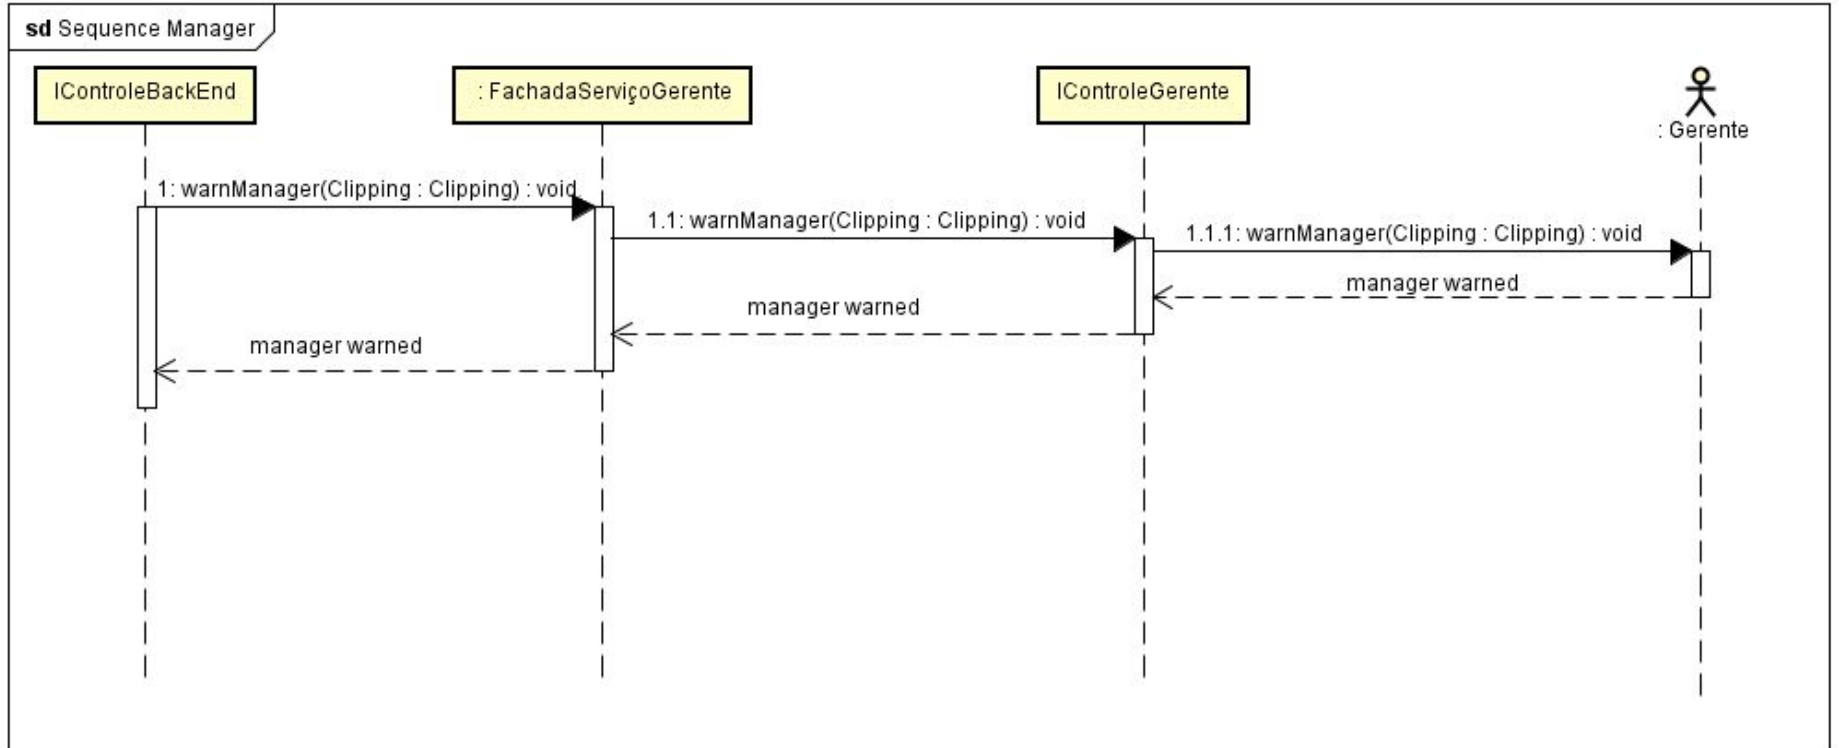 sd Sequence Manager
IControleBackEnd
: FachadaServiçoGerente
IControleGerente
: Gerente
1: warnManager(Clipping : Clipping) : void
1.1: warnManager(Clipping : Clipping) : void
1.1.1: warnManager(Clipping : Clipping) : void
manager warned
manager warned
manager warned